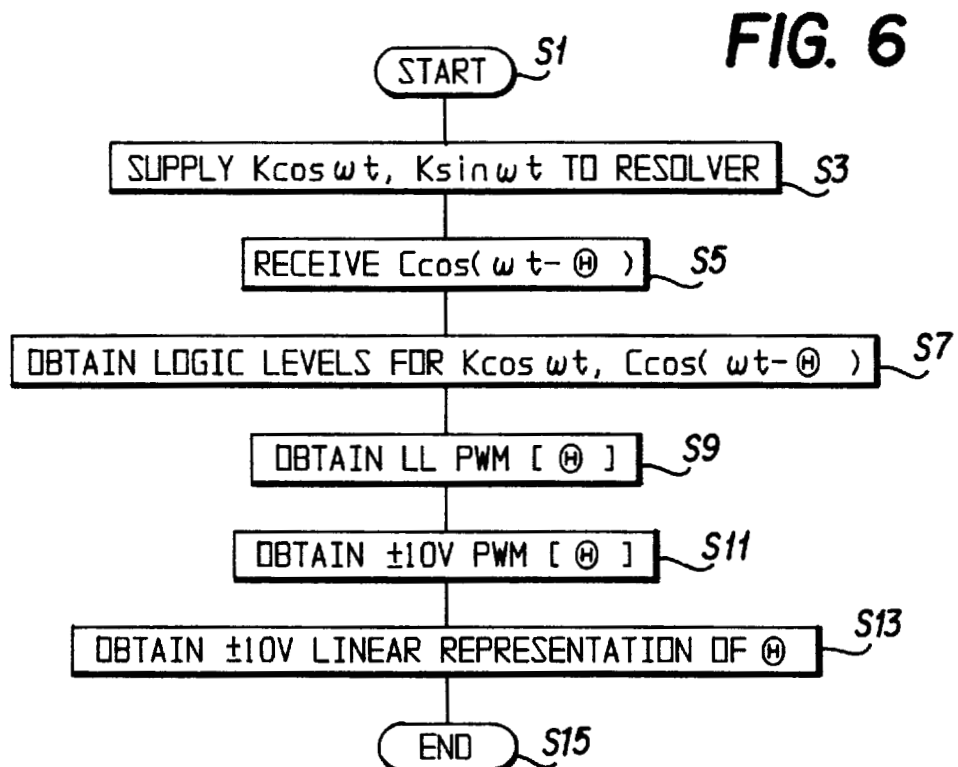 FIG. 6
START S1
SUPPLY Kcos ωt, Ksin ωt TO RESOLVER S3
RECEIVE Ccos( ωt- Θ ) S5
OBTAIN LOGIC LEVELS FOR Kcos ωt, Ccos( ωt- Θ ) S7
OBTAIN LL PWM [ Θ ] S9
OBTAIN ±10V PWM [ Θ ] S11
OBTAIN ±10V LINEAR REPRESENTATION OF Θ S13
END S15